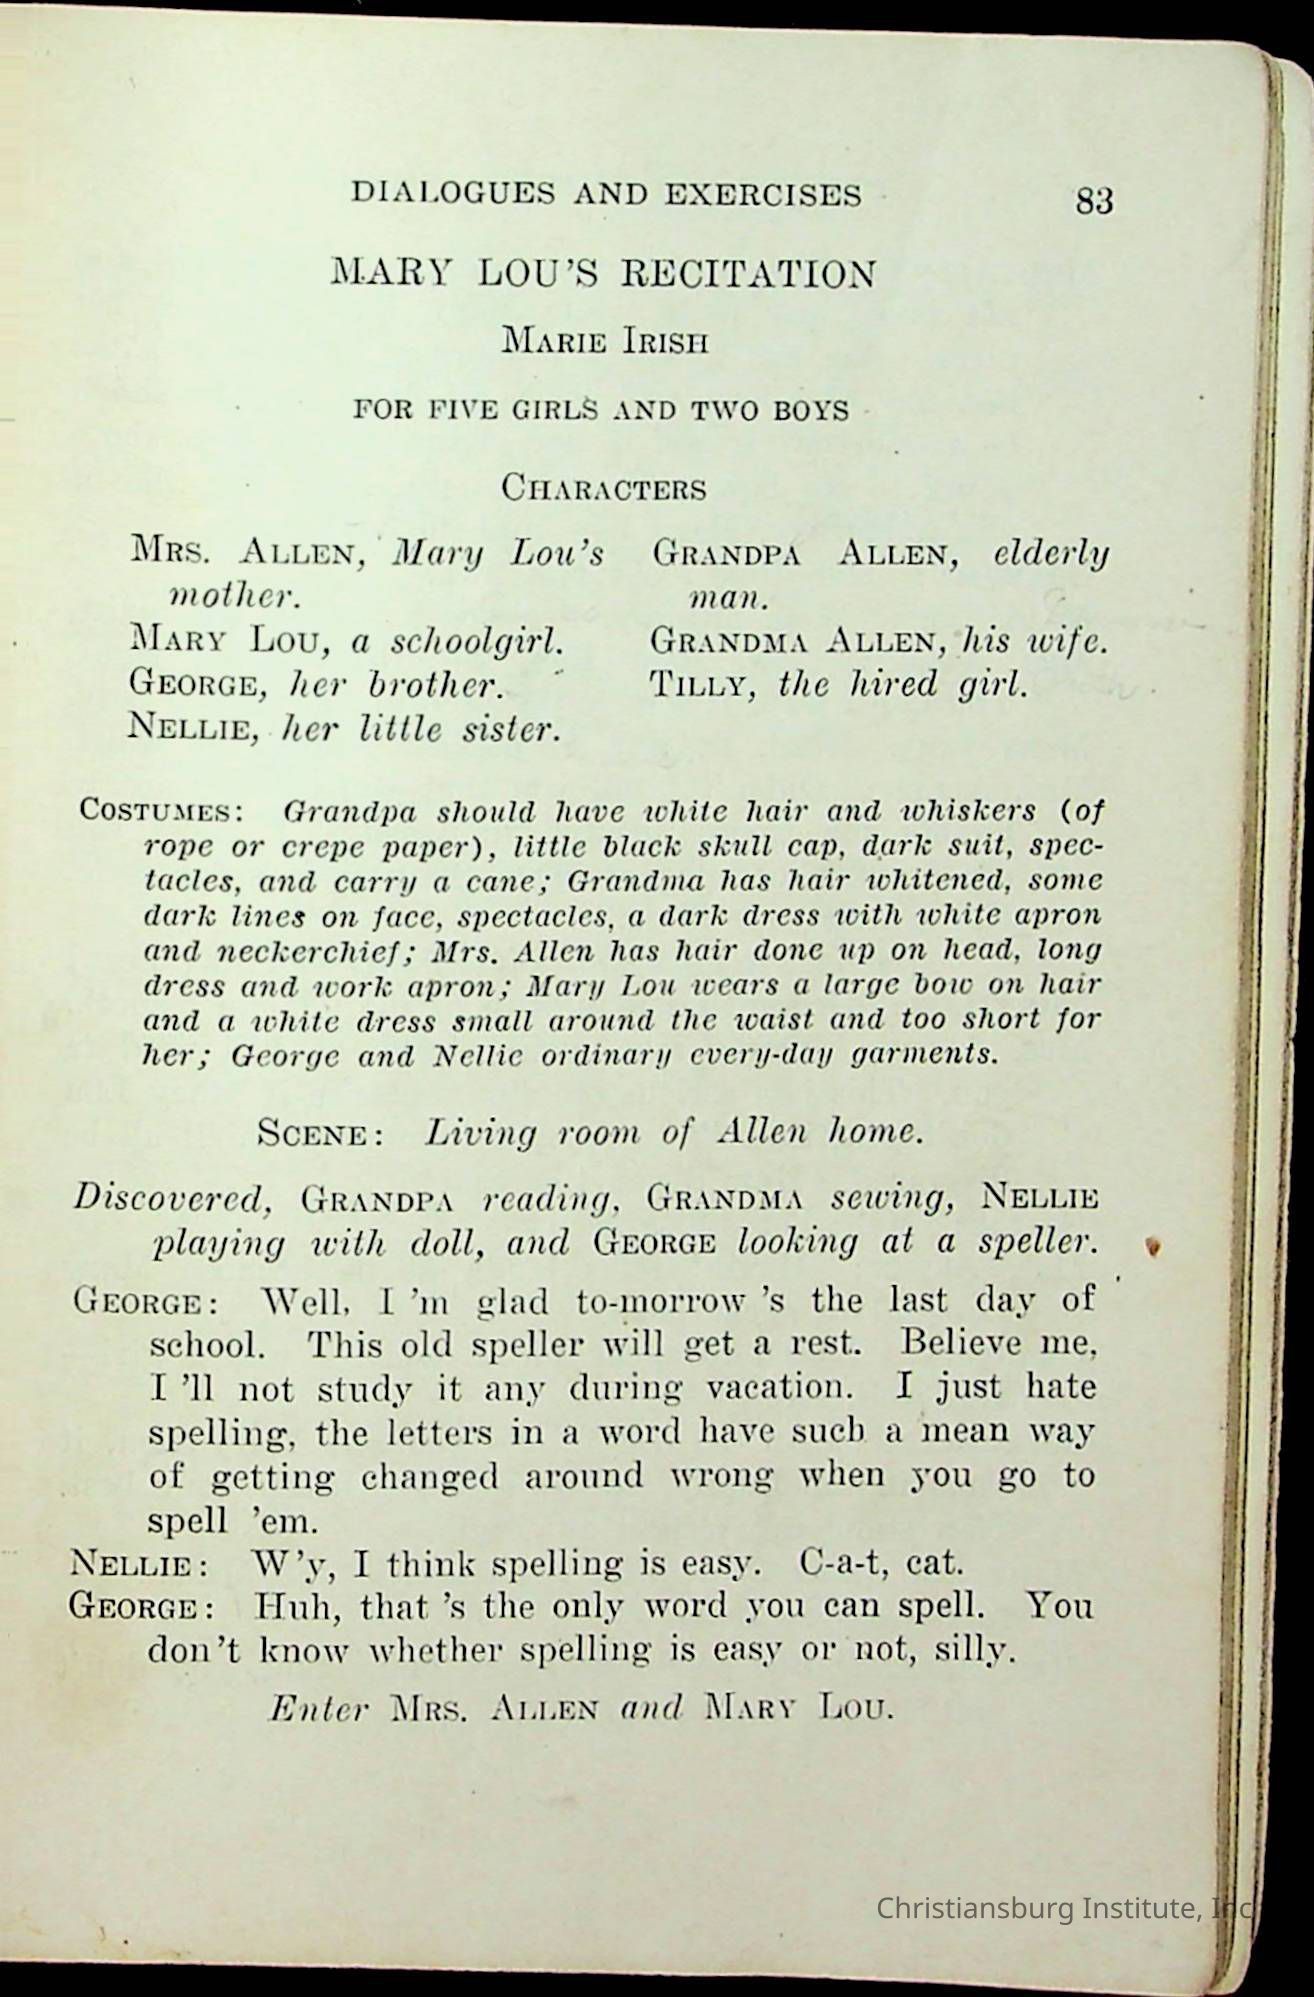 DIALOGUES AND EXERCISES 83
MARY LOU'S RECITATION
MARIE IRISH
FOR FIVE GIRLS AND TWO BOYS
CHARACTERS
MRS. ALLEN, Mary Lou's
mother.
MARY LOU, a schoolgirl.
GEORGE, her brother.
NELLIE, her little sister.
GRANDPA ALLEN, elderly
man.
GRANDMA ALLEN, his wife.
TILLY, the hired girl.
COSTUMES: Grandpa should have white hair and whiskers (of
rope or crepe paper), little black skull cap, dark suit, spec-
tacles, and carry a cane; Grandma has hair whitened, some
dark lines on face, spectacles, a dark dress with white apron
and neckerchief; Mrs. Allen has hair done up on head, long
dress and work apron; Mary Lou wears a large bow on hair
and a white dress small around the waist and too short for
her; George and Nellie ordinary every-day garments.
SCENE: Living room of Allen home.
Discovered, GRANDPA reading, GRANDMA sewing, NELLIE
playing with doll, and GEORGE looking at a speller.
GEORGE: Well, I 'm glad to-morrow 's the last day of
school. This old speller will get a rest. Believe me,
I 'll not study it any during vacation. I just hate
spelling, the letters in a word have such a mean way
of getting changed around wrong when you go to
spell 'em.
NELLIE: W'y, I think spelling is easy. C-a-t, cat.
GEORGE: Huh, that 's the only word you can spell. You
don't know whether spelling is easy or not, silly.
Enter MRS. ALLEN and MARY LOU.
Christiansburg Institute, Inc